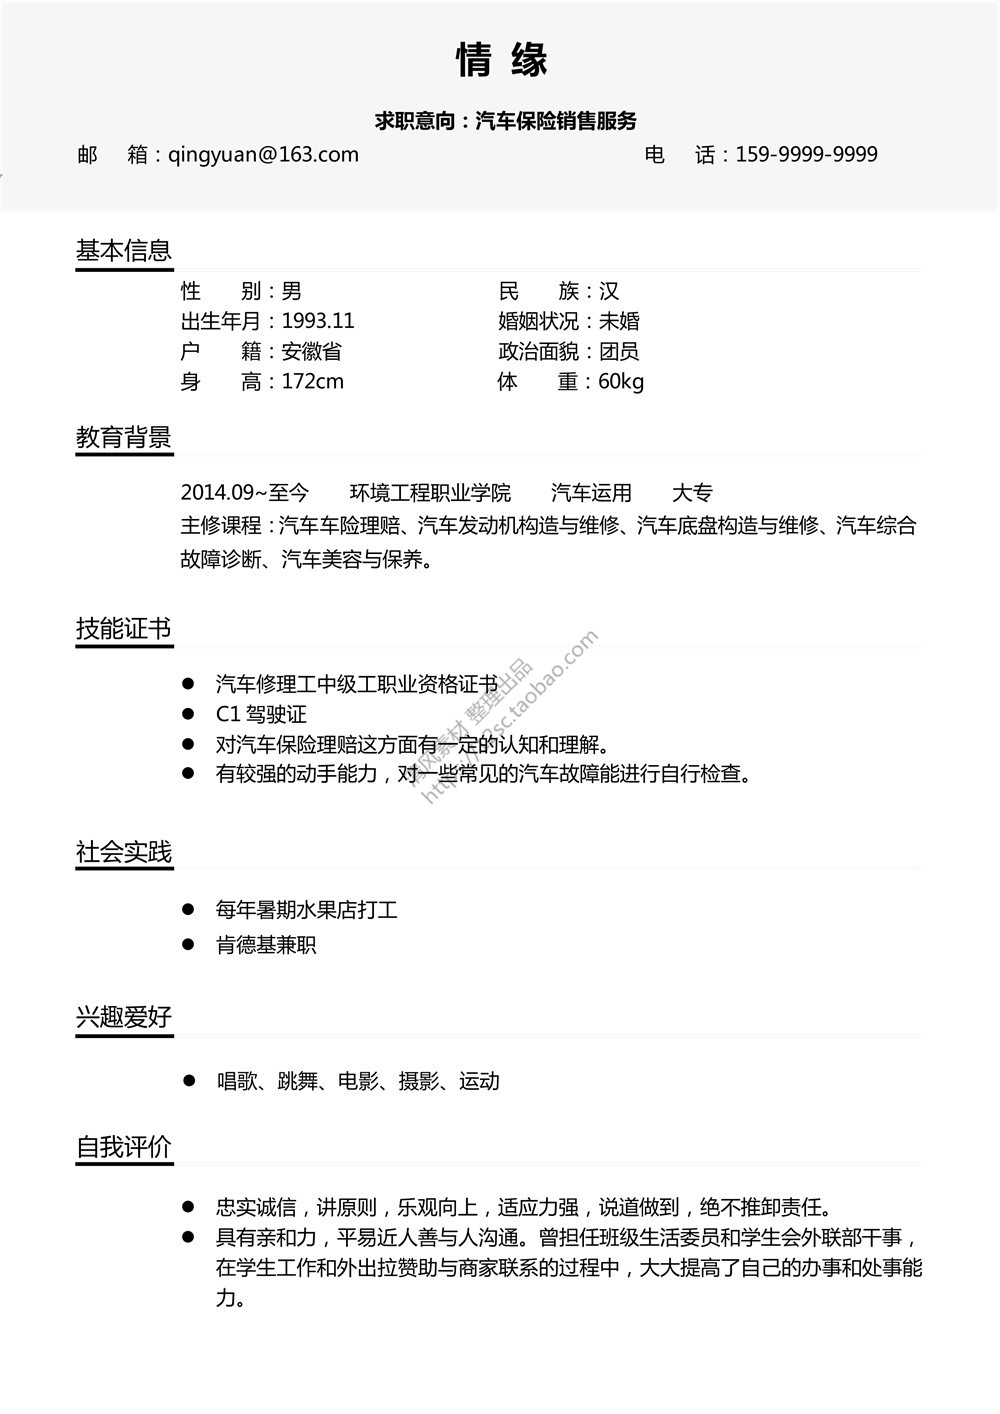 情 缘
求职意向：汽车保险销售服务
邮 箱：qingyuan@163.com 电 话：159-9999-9999
基本信息
性 别：男 民 族：汉
出生年月：1993.11 婚姻状况：未婚
户 籍：安徽省 政治面貌：团员
身 高：172cm 体 重：60kg
教育背景
2014.09~至今 环境工程职业学院 汽车运用 大专
主修课程：汽车车险理赔、汽车发动机构造与维修、汽车底盘构造与维修、汽车综合
故障诊断、汽车美容与保养。
技能证书
● 汽车修理工中级工职业资格证书
● C1 驾驶证
● 对汽车保险理赔这方面有一定的认知和理解。
● 有较强的动手能力，对一些常见的汽车故障能进行自行检查。
素材 整理出品
sc.taobao.com
社会实践
● 每年暑期水果店打工
● 肯德基兼职
兴趣爱好
● 唱歌、跳舞、电影、摄影、运动
自我评价
● 忠实诚信，讲原则，乐观向上，适应力强，说道做到，绝不推卸责任。
● 具有亲和力，平易近人善与人沟通。曾担任班级生活委员和学生会外联部干事，
在学生工作和外出拉赞助与商家联系的过程中，大大提高了自己的办事和处事能
力。